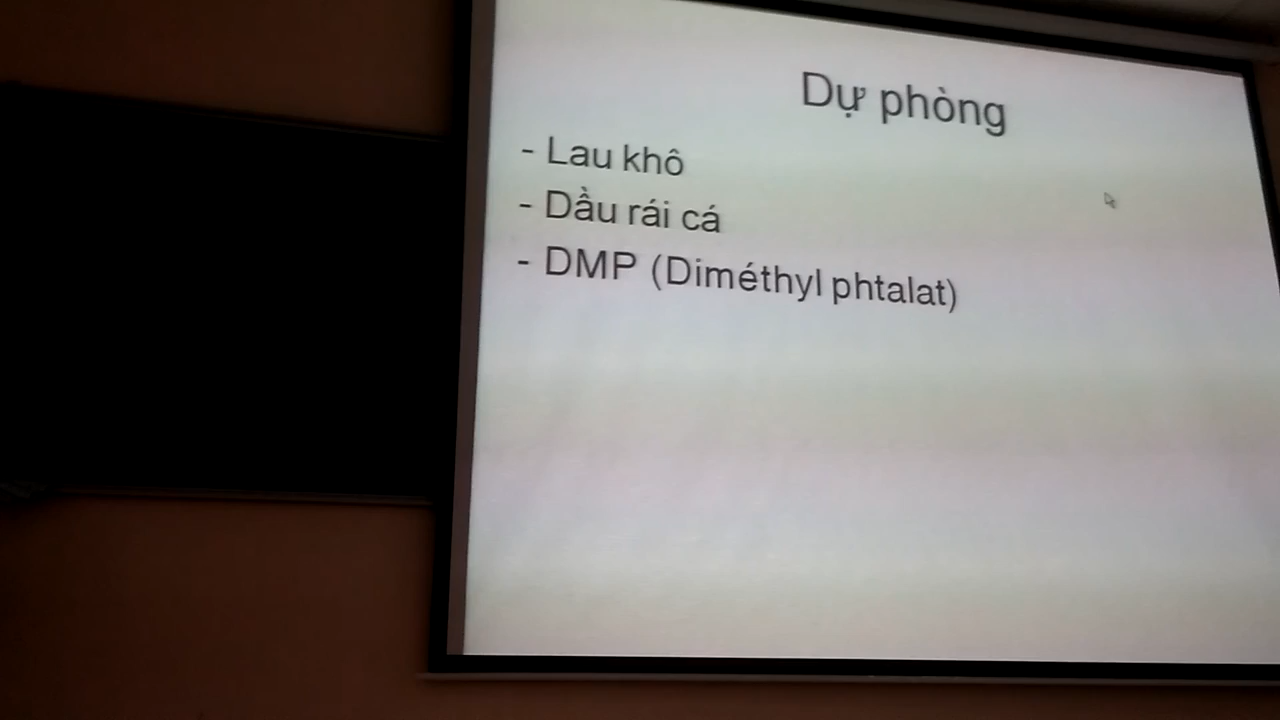 Dự phòng
- Lau khô
- Dầu rái cá
- DMP (Diméthyl phtalat)